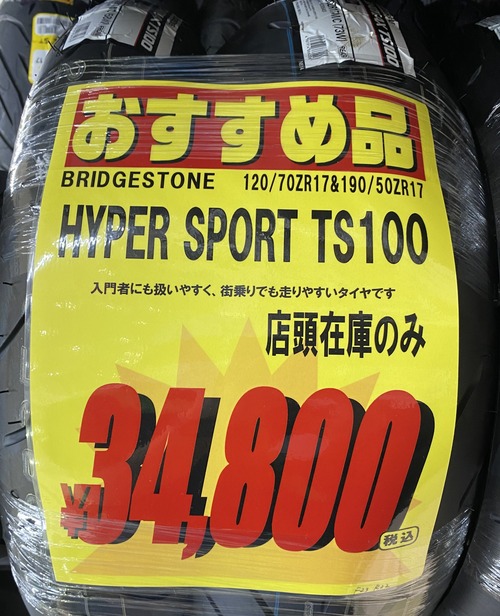 おすすめ品
BRIDGESTONE 120/70ZR17&190/50ZR17
HYPER SPORT TS100
入門者にも扱いやすく、街乗りでも走りやすいタイヤです
店頭在庫のみ
¥34,800
税込